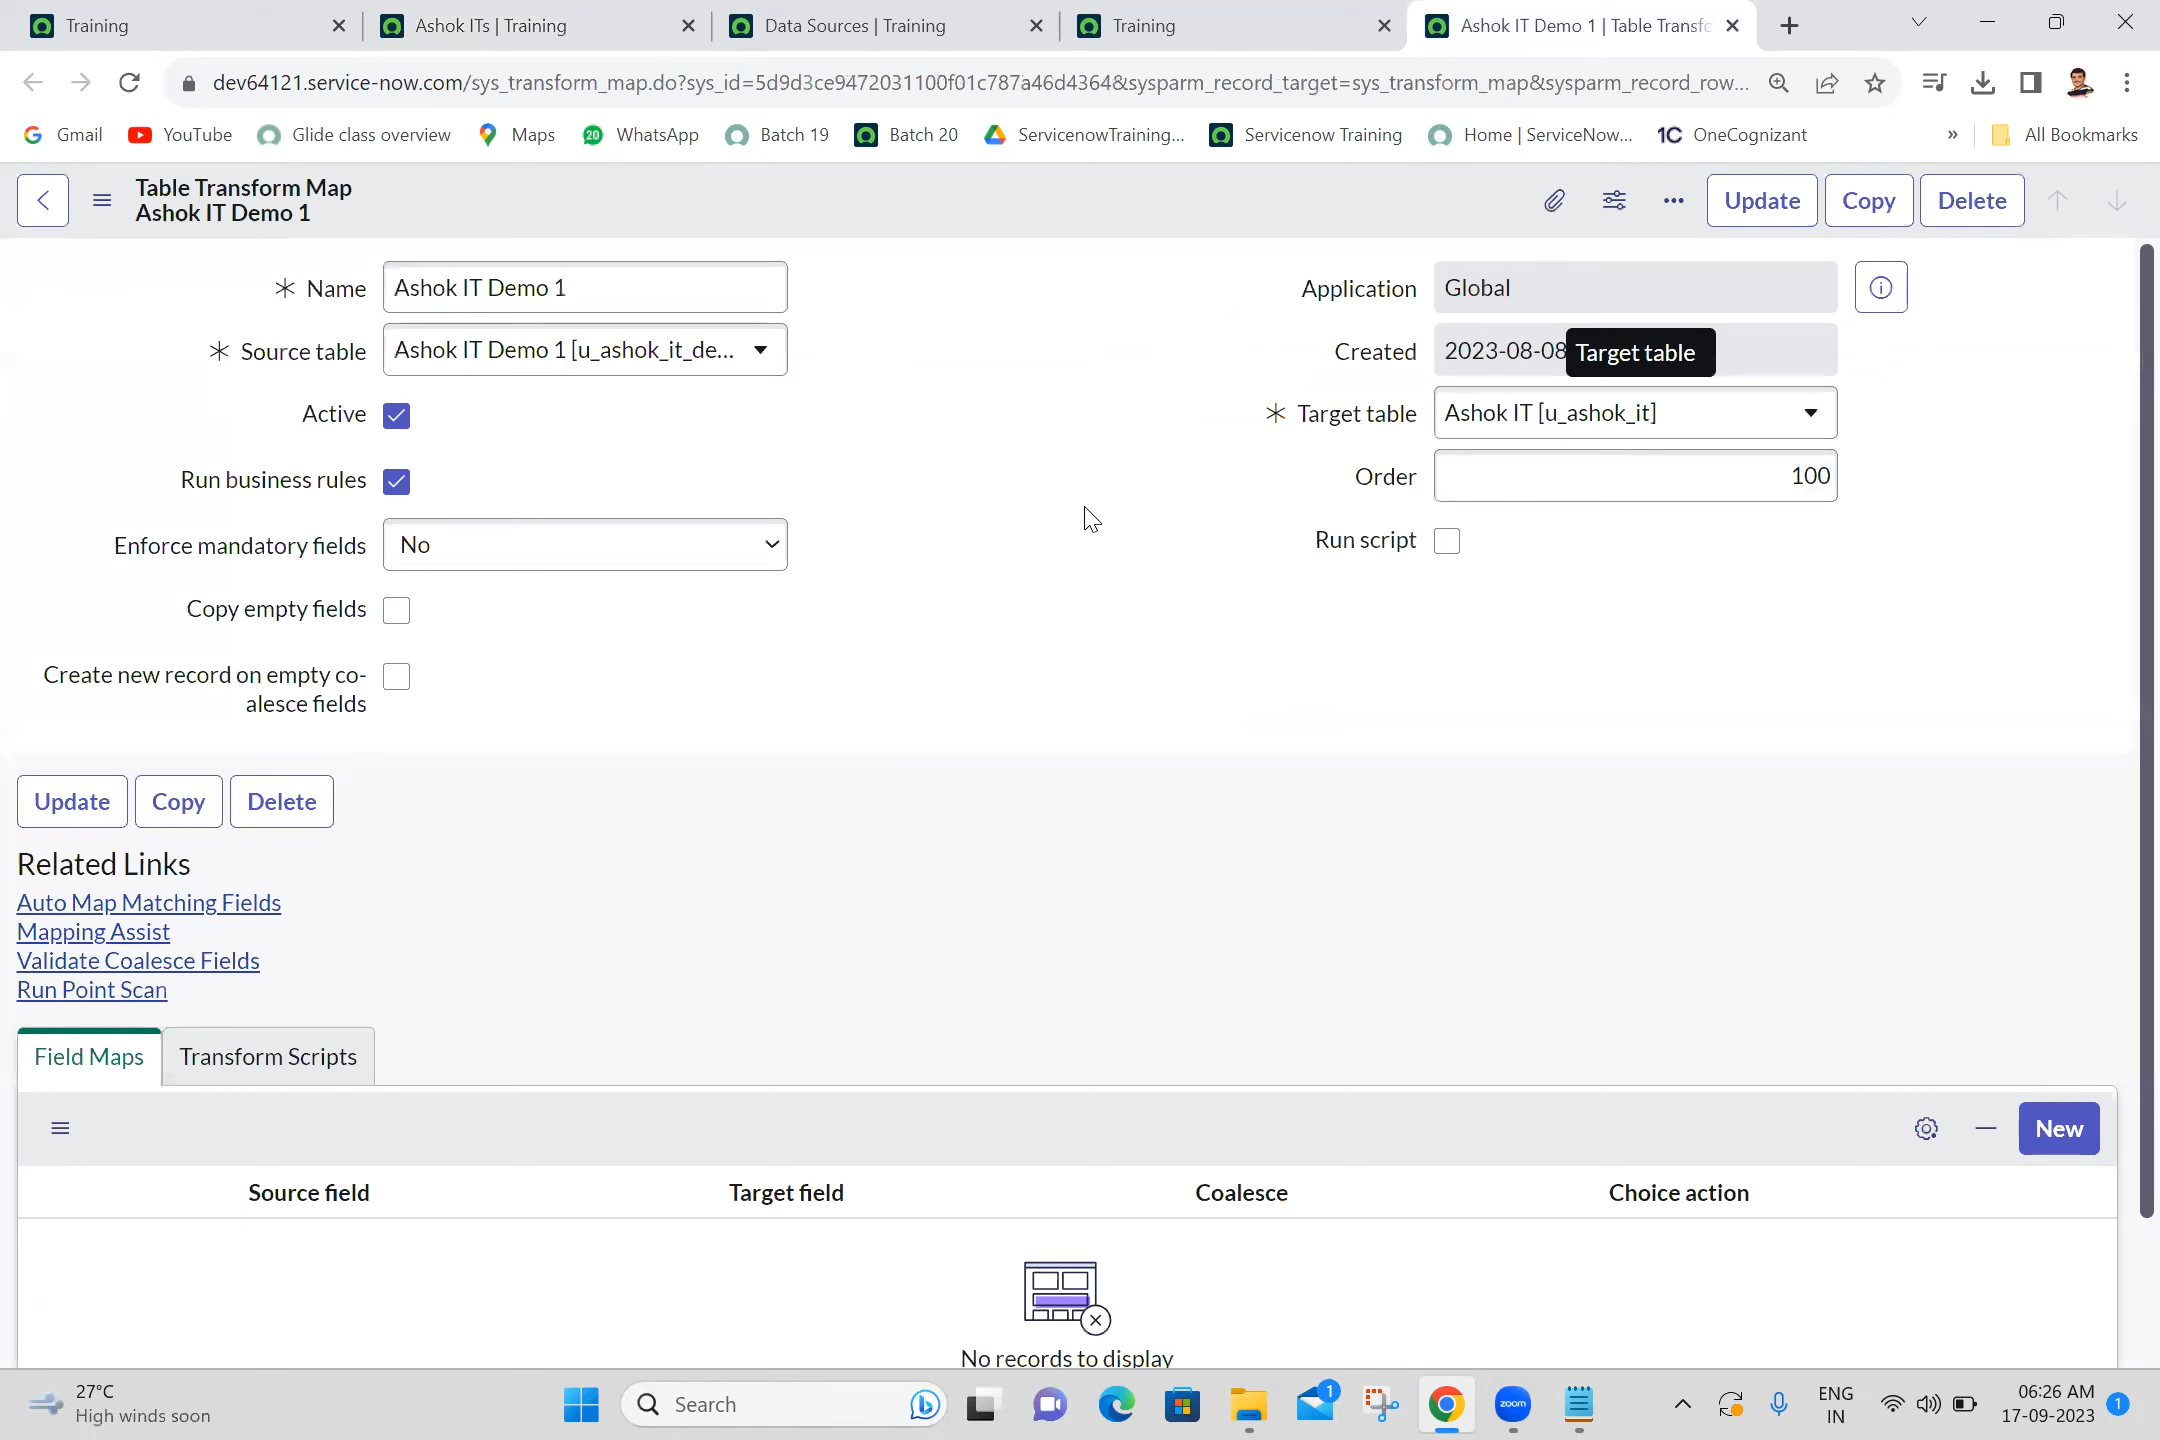 Training
Ashok ITs | Training
Data Sources | Training
Training
Ashok IT Demo 1 | Table Transfo
dev64121.service-now.com/sys_transform_map.do?sys_id=5d9d3ce9472031100f01c787a46d4364&sysparm_record_target=sys_transform_map&sysparm_record_row...
Gmail
YouTube
Glide class overview
Maps
20
WhatsApp
Batch 19
Batch 20
ServicenowTraining...
Servicenow Training
Home | ServiceNow...
1C OneCognizant
»
All Bookmarks
Table Transform Map
Ashok IT Demo 1
Update
Copy
Delete
Name
Ashok IT Demo 1
Application
Global
Source table
Ashok IT Demo 1 [u_ashok_it_de...
Created
2023-08-08
Target table
Active
Target table
Ashok IT [u_ashok_it]
Run business rules
Order
100
Enforce mandatory fields
No
Run script
Copy empty fields
Create new record on empty co-
alesce fields
Update
Copy
Delete
Related Links
Auto Map Matching Fields
Mapping Assist
Validate Coalesce Fields
Run Point Scan
Field Maps
Transform Scripts
New
Source field
Target field
Coalesce
Choice action
No records to display
27°C
High winds soon
Search
1
zoom
ENG
IN
06:26 AM
17-09-2023
1